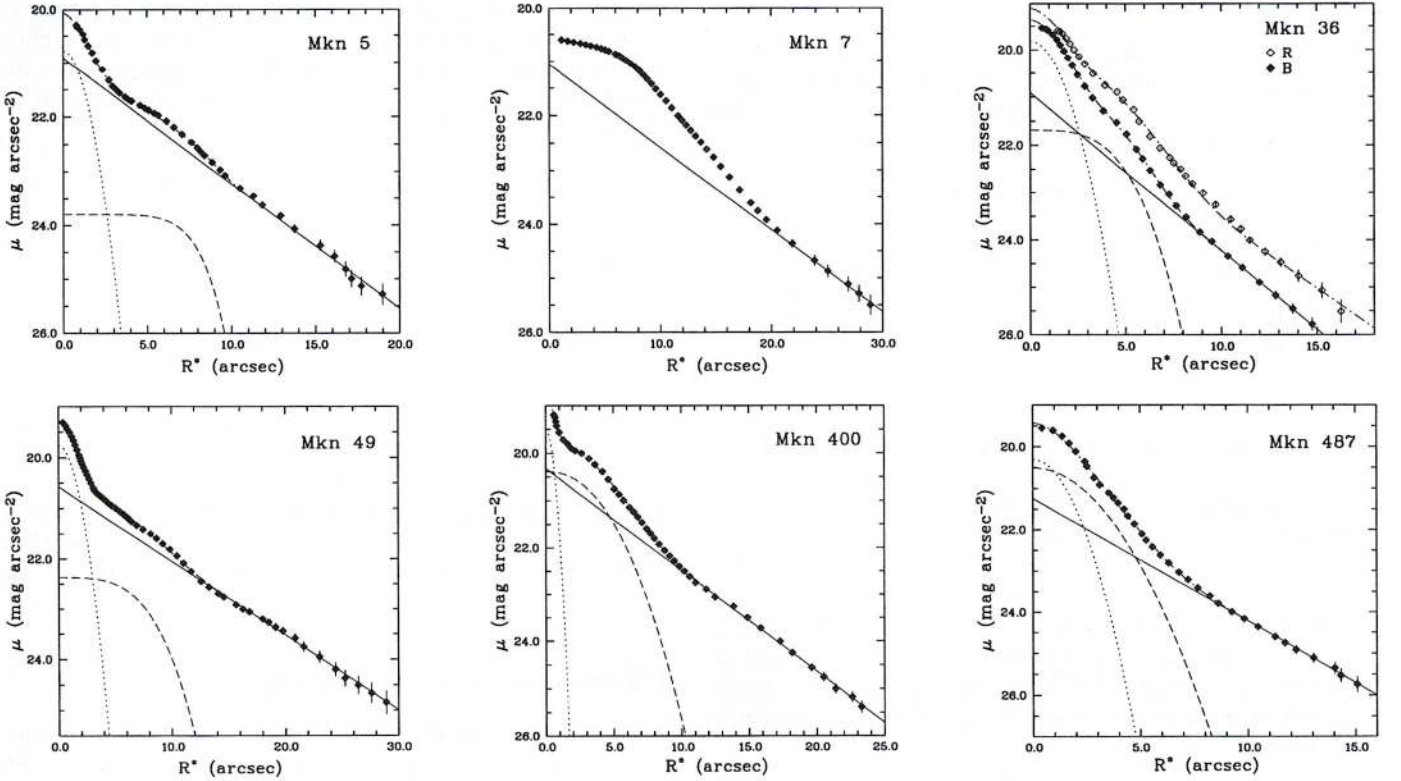 Mkn 5
20.0
22.0
24.0
26.0
μ (mag arcsec⁻²)
0.0 5.0 10.0 15.0 20.0
R* (arcsec)
Mkn 7
20.0
22.0
24.0
26.0
μ (mag arcsec⁻²)
0.0 10.0 20.0 30.0
R* (arcsec)
Mkn 36
R
B
20.0
22.0
24.0
26.0
μ (mag arcsec⁻²)
0.0 5.0 10.0 15.0
R* (arcsec)
Mkn 49
20.0
22.0
24.0
μ (mag arcsec⁻²)
0.0 10.0 20.0 30.0
R* (arcsec)
Mkn 400
20.0
22.0
24.0
26.0
μ (mag arcsec⁻²)
0.0 5.0 10.0 15.0 20.0 25.0
R* (arcsec)
Mkn 487
20.0
22.0
24.0
26.0
μ (mag arcsec⁻²)
0.0 5.0 10.0 15.0
R* (arcsec)